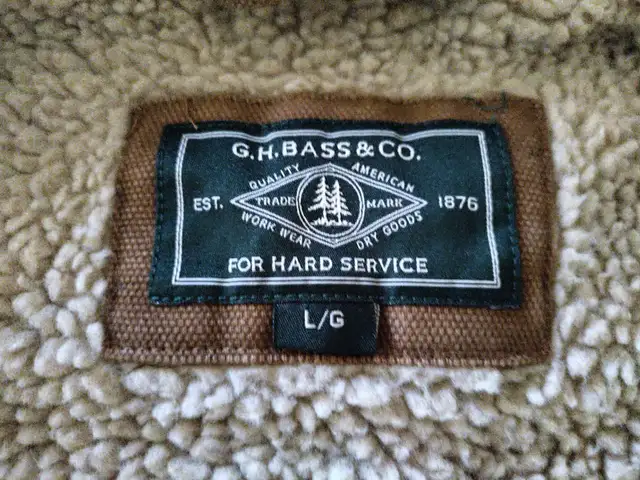 G.H.BASS & CO.
QUALITY AMERICAN
EST. TRADE MARK 1876
WORK WEAR DRY GOODS
FOR HARD SERVICE
L/G